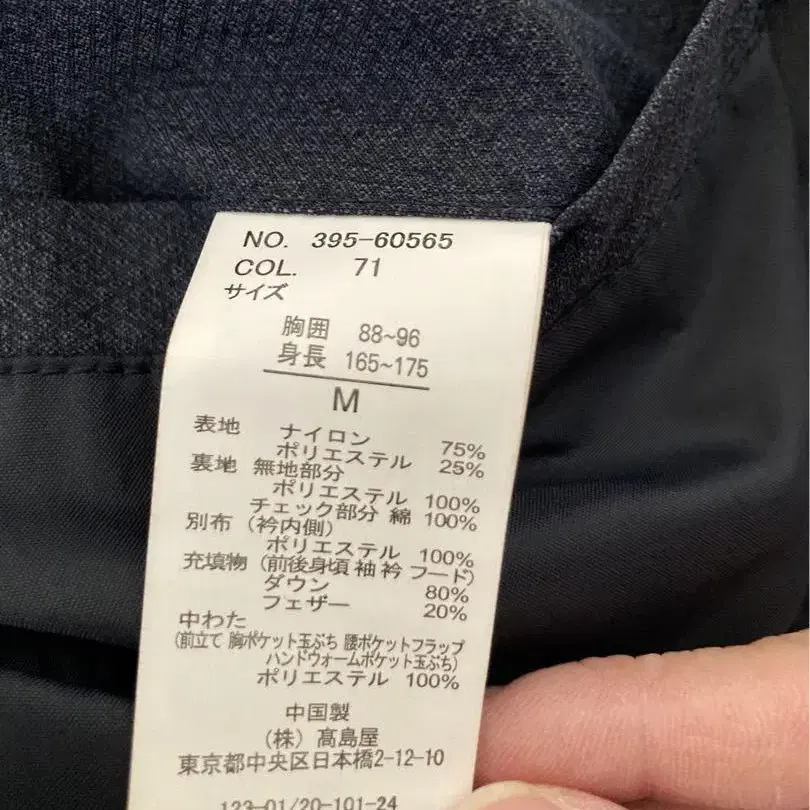 NO. 395-60565
COL. 71
サイズ
胸囲 88~96
身長 165~175
M
表地 ナイロン 75%
ポリエステル 25%
裏地 無地部分
ポリエステル 100%
チェック部分 綿 100%
別布 (衿内側)
ポリエステル 100%
充填物 (前後身頃 袖 衿 フード)
ダウン 80%
フェザー 20%
中わた
(前立て 胸ポケット玉ぶち 腰ポケットフラップ
ハンドウォームポケット玉ぶち)
ポリエステル 100%
中国製
(株) 髙島屋
東京都中央区日本橋2-12-10
123-01/20-101-24